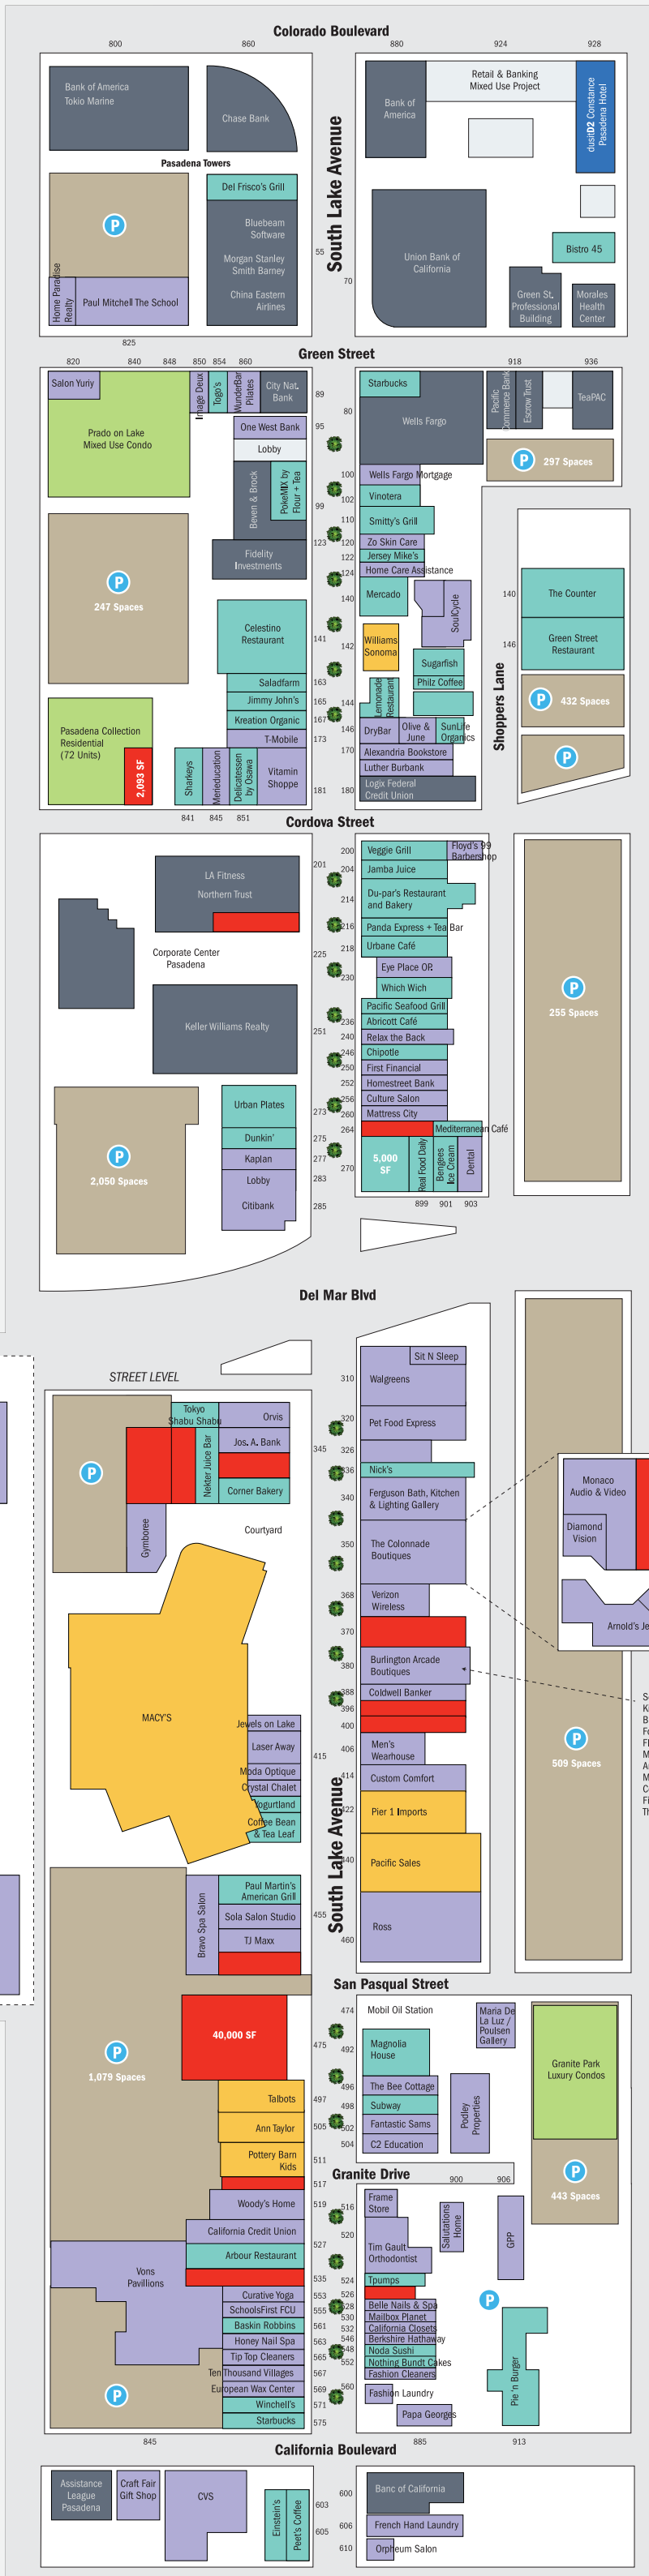 Colorado Boulevard
800
860
880
924
928
Bank of America
Tokio Marine
Chase Bank
Pasadena Towers
P
Home Paradise
Realty
Paul Mitchell The School
825
Del Frisco's Grill
Bluebeam
Software
Morgan Stanley
Smith Barney
China Eastern
Airlines
55
South Lake Avenue
70
Bank of
America
Retail & Banking
Mixed Use Project
dusitD2 Constance
Pasadena Hotel
Union Bank of
California
Bistro 45
Green St.
Professional
Building
Morales
Health
Center
Green Street
820
840
848
850
854
860
918
936
Salon Yuriy
Prado on Lake
Mixed Use Condo
Image Deux
Togo's
WunderBar
Pilates
City Nat.
Bank
89
One West Bank
95
Lobby
Beven & Brock
PokeMIX by
Flour + Tea
99
Fidelity
Investments
123
P
247 Spaces
Celestino
Restaurant
141
Saladfarm
163
Jimmy John's
165
Kreation Organic
167
T-Mobile
173
Pasadena Collection
Residential
(72 Units)
2,093 SF
Sharkeys
Merieducation
Delicatessen
by Osawa
Vitamin
Shoppe
181
841
845
851
Starbucks
Wells Fargo
80
Pacific
Commerce Bank
Escrow Trust
TeaPAC
P
297 Spaces
100
Wells Fargo Mortgage
102
Vinotera
110
Smitty's Grill
120
Zo Skin Care
122
Jersey Mike's
124
Home Care Assistance
140
Mercado
SoulCycle
142
Williams
Sonoma
Sugarfish
Philz Coffee
144
Lemonade
Restaurant
146
DryBar
Olive &
June
SunLife
Organics
170
Alexandria Bookstore
Luther Burbank
180
Logix Federal
Credit Union
Shoppers Lane
140
The Counter
146
Green Street
Restaurant
P
432 Spaces
P
Cordova Street
201
LA Fitness
Northern Trust
Corporate Center
Pasadena
225
Keller Williams Realty
251
P
2,050 Spaces
Urban Plates
273
Dunkin'
275
Kaplan
277
Lobby
283
Citibank
285
200
Veggie Grill
Floyd's 99
Barbershop
204
Jamba Juice
214
Du-par's Restaurant
and Bakery
216
Panda Express + Tea Bar
218
Urbane Café
Eye Place OP.
230
Which Wich
Pacific Seafood Grill
236
Abricott Café
240
Relax the Back
246
Chipotle
250
First Financial
252
Homestreet Bank
256
Culture Salon
260
Mattress City
264
Mediterranean Café
270
5,000
SF
Real Food Daily
Bengees
Ice Cream
Dental
899
901
903
P
255 Spaces
Del Mar Blvd
STREET LEVEL
P
Tokyo
Shabu Shabu
Orvis
Jos. A. Bank
345
Nekter Juice Bar
Corner Bakery
Gymboree
Courtyard
MACY'S
Jewels on Lake
Laser Away
415
Moda Optique
Crystal Chalet
Yogurtland
Coffee Bean
& Tea Leaf
Bravo Spa Salon
Paul Martin's
American Grill
Sola Salon Studio
455
TJ Maxx
Sit N Sleep
310
Walgreens
320
Pet Food Express
326
336
Nick's
340
Ferguson Bath, Kitchen
& Lighting Gallery
350
The Colonnade
Boutiques
368
Verizon
Wireless
370
380
Burlington Arcade
Boutiques
388
Coldwell Banker
396
400
406
Men's
Wearhouse
414
Custom Comfort
422
Pier 1 Imports
440
Pacific Sales
460
Ross
South Lake Avenue
Monaco
Audio & Video
Diamond
Vision
Arnold's Je
P
509 Spaces
San Pasqual Street
40,000 SF
475
P
1,079 Spaces
Talbots
497
Ann Taylor
505
Pottery Barn
Kids
511
517
Woody's Home
519
California Credit Union
527
Arbour Restaurant
535
Vons
Pavillions
Curative Yoga
553
SchoolsFirst FCU
555
Baskin Robbins
561
Honey Nail Spa
563
Tip Top Cleaners
565
Ten Thousand Villages
567
European Wax Center
569
Winchell's
571
Starbucks
575
P
845
474
Mobil Oil Station
Maria De
La Luz /
Poulsen
Gallery
492
Magnolia
House
496
The Bee Cottage
498
Subway
502
Fantastic Sams
504
C2 Education
Podley
Properties
Granite Park
Luxury Condos
P
443 Spaces
Granite Drive
900
906
516
Frame
Store
Salutations
Home
GPP
520
Tim Gault
Orthodontist
524
Tpumps
526
528
Belle Nails & Spa
530
Mailbox Planet
532
California Closets
546
Berkshire Hathaway
548
Noda Sushi
552
Nothing Bundt Cakes
Fashion Cleaners
560
Fashion Laundry
Papa Georges
P
Pie 'n Burger
885
913
California Boulevard
Assistance
League
Pasadena
Craft Fair
Gift Shop
CVS
Einstein's
Peet's Coffee
603
605
600
Banc of California
606
French Hand Laundry
610
Orpheum Salon